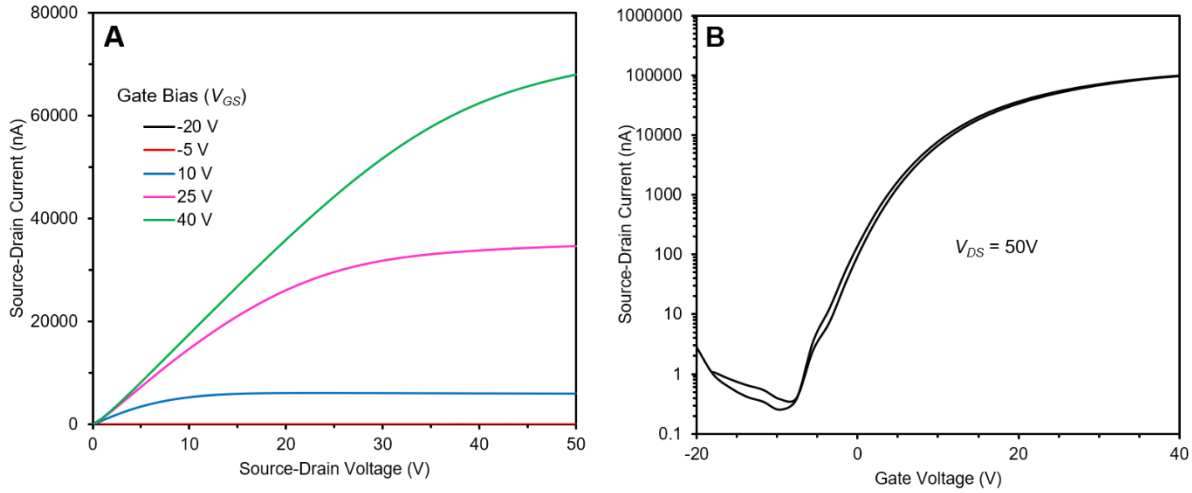 A
80000
60000
40000
20000
0
Source-Drain Current (nA)
Gate Bias (VGS)
-20 V
-5 V
10 V
25 V
40 V
0 10 20 30 40 50
Source-Drain Voltage (V)
B
1000000
100000
10000
1000
100
10
1
0.1
Source-Drain Current (nA)
VDS = 50V
-20 0 20 40
Gate Voltage (V)